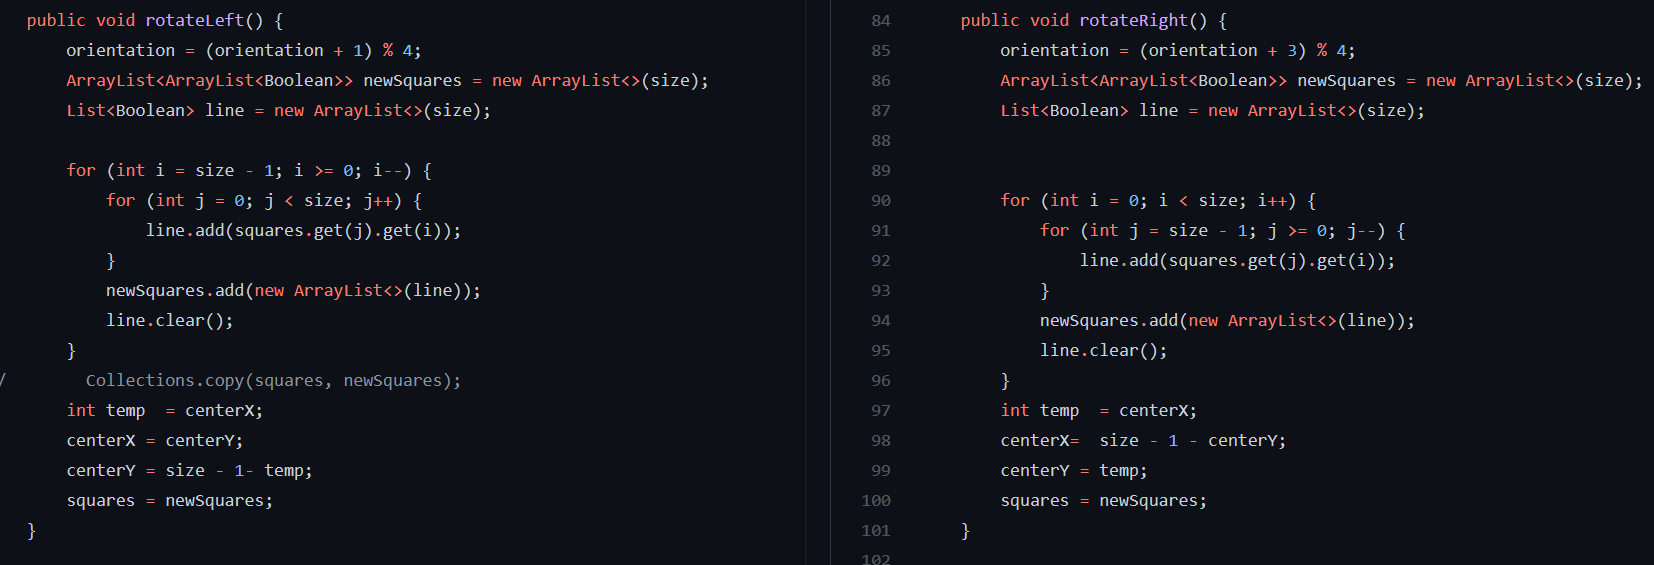 public void rotateLeft() {
orientation = (orientation + 1) % 4;
ArrayList<ArrayList<Boolean>> newSquares = new ArrayList<>(size);
List<Boolean> line = new ArrayList<>(size);
for (int i = size - 1; i >= 0; i--) {
for (int j = 0; j < size; j++) {
line.add(squares.get(j).get(i));
}
newSquares.add(new ArrayList<>(line));
line.clear();
}
/ Collections.copy(squares, newSquares);
int temp  = centerX;
centerX = centerY;
centerY = size - 1- temp;
squares = newSquares;
}
84 public void rotateRight() {
85 orientation = (orientation + 3) % 4;
86 ArrayList<ArrayList<Boolean>> newSquares = new ArrayList<>(size);
87 List<Boolean> line = new ArrayList<>(size);
88
89
90 for (int i = 0; i < size; i++) {
91 for (int j = size - 1; j >= 0; j--) {
92 line.add(squares.get(j).get(i));
93 }
94 newSquares.add(new ArrayList<>(line));
95 line.clear();
96 }
97 int temp  = centerX;
98 centerX=  size - 1 - centerY;
99 centerY = temp;
100 squares = newSquares;
101 }
102